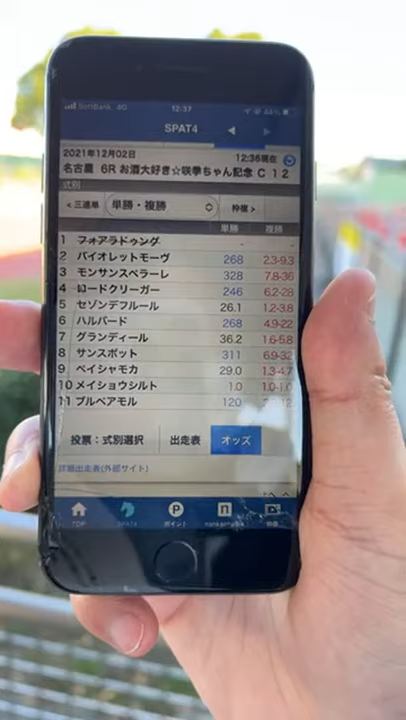 SoftBank 4G 12:37 44%
SPAT4
2021年12月02日 12:36現在
名古屋 6R お酒大好き☆咲季ちゃん記念 C12
式別
<三連単 単勝・複勝 枠複>
単勝 複勝
1 フォアラドゥング - -
2 バイオレットモーヴ 268 2.3-9.3
3 モンサンスペラーレ 328 7.8-36
4 ロードクリーガー 246 6.2-28
5 セゾンデフルール 26.1 1.2-3.8
6 ハルバード 268 4.9-22
7 グランディール 36.2 1.6-5.8
8 サンスポット 311 6.9-32
9 ペイシャモカ 29.0 1.3-4.7
10 メイショウシルト 1.0 1.0-1.0
11 ブルベアモル 120
投票:式別選択 出走表 オッズ
詳細出走表(外部サイト)
TOP SPAT4 ポイント nankankeiba 映像